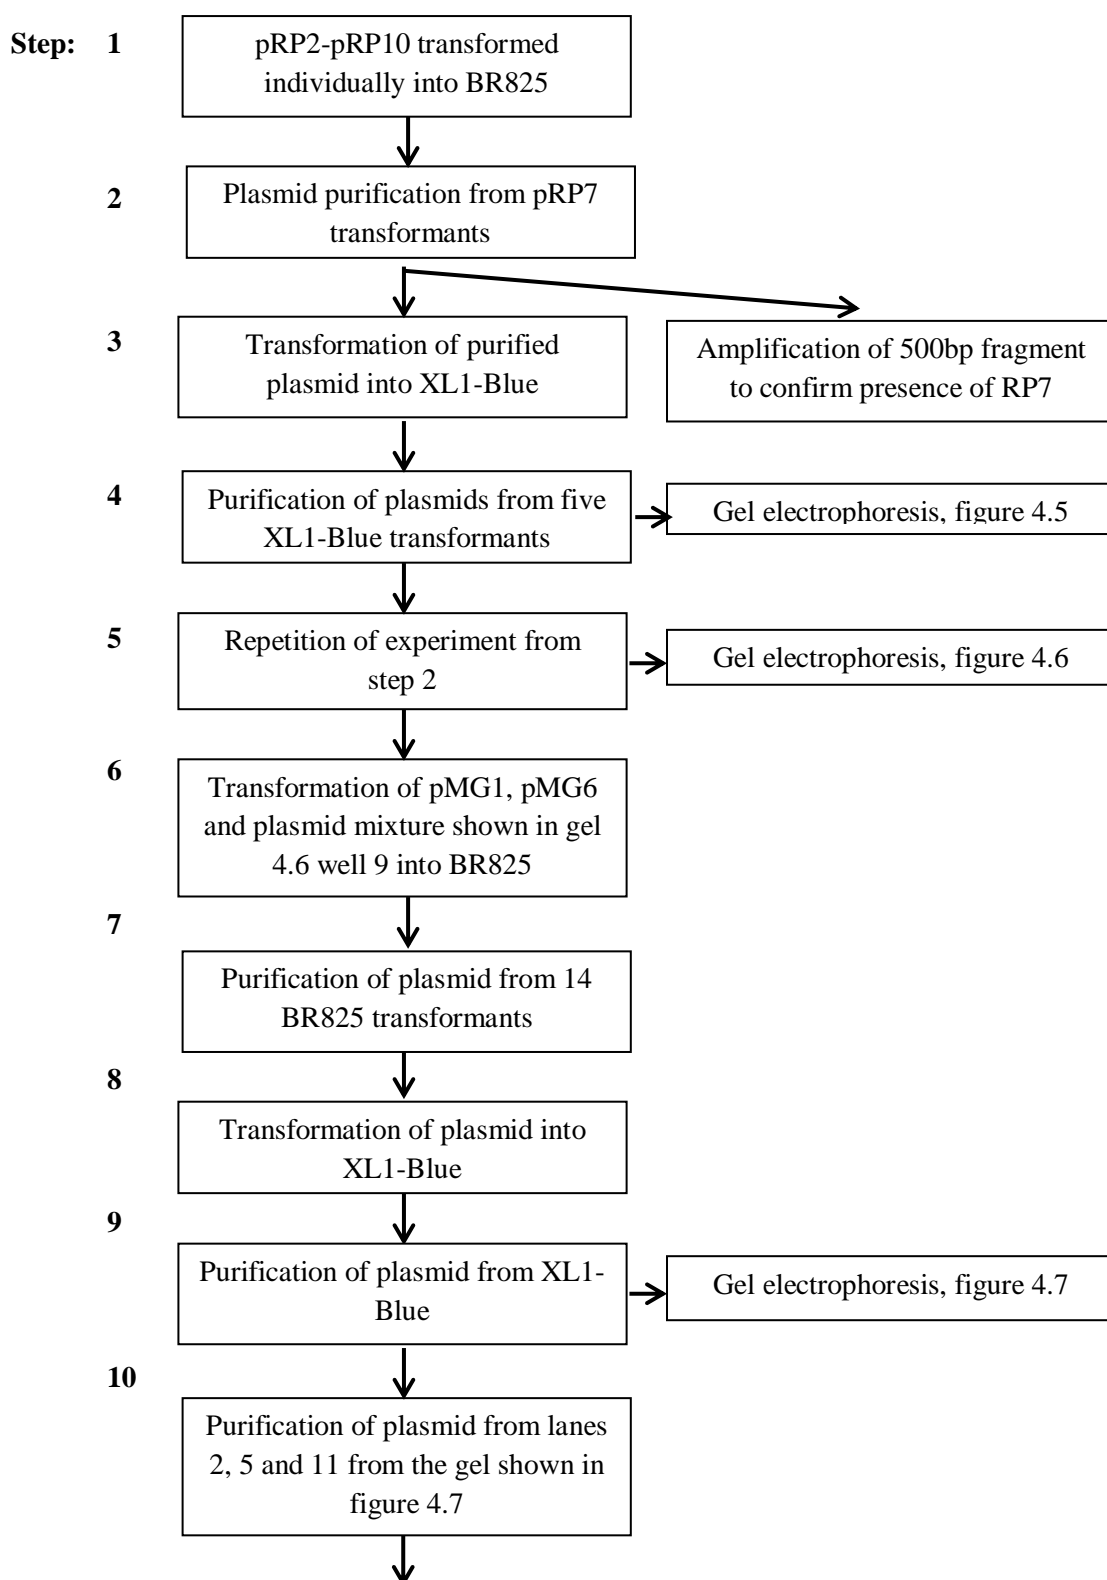 Step: 1
pRP2-pRP10 transformed
individually into BR825
2
Plasmid purification from pRP7
transformants
3
Transformation of purified
plasmid into XL1-Blue
Amplification of 500bp fragment
to confirm presence of RP7
4
Purification of plasmids from five
XL1-Blue transformants
Gel electrophoresis, figure 4.5
5
Repetition of experiment from
step 2
Gel electrophoresis, figure 4.6
6
Transformation of pMG1, pMG6
and plasmid mixture shown in gel
4.6 well 9 into BR825
7
Purification of plasmid from 14
BR825 transformants
8
Transformation of plasmid into
XL1-Blue
9
Purification of plasmid from XL1-
Blue
Gel electrophoresis, figure 4.7
10
Purification of plasmid from lanes
2, 5 and 11 from the gel shown in
figure 4.7